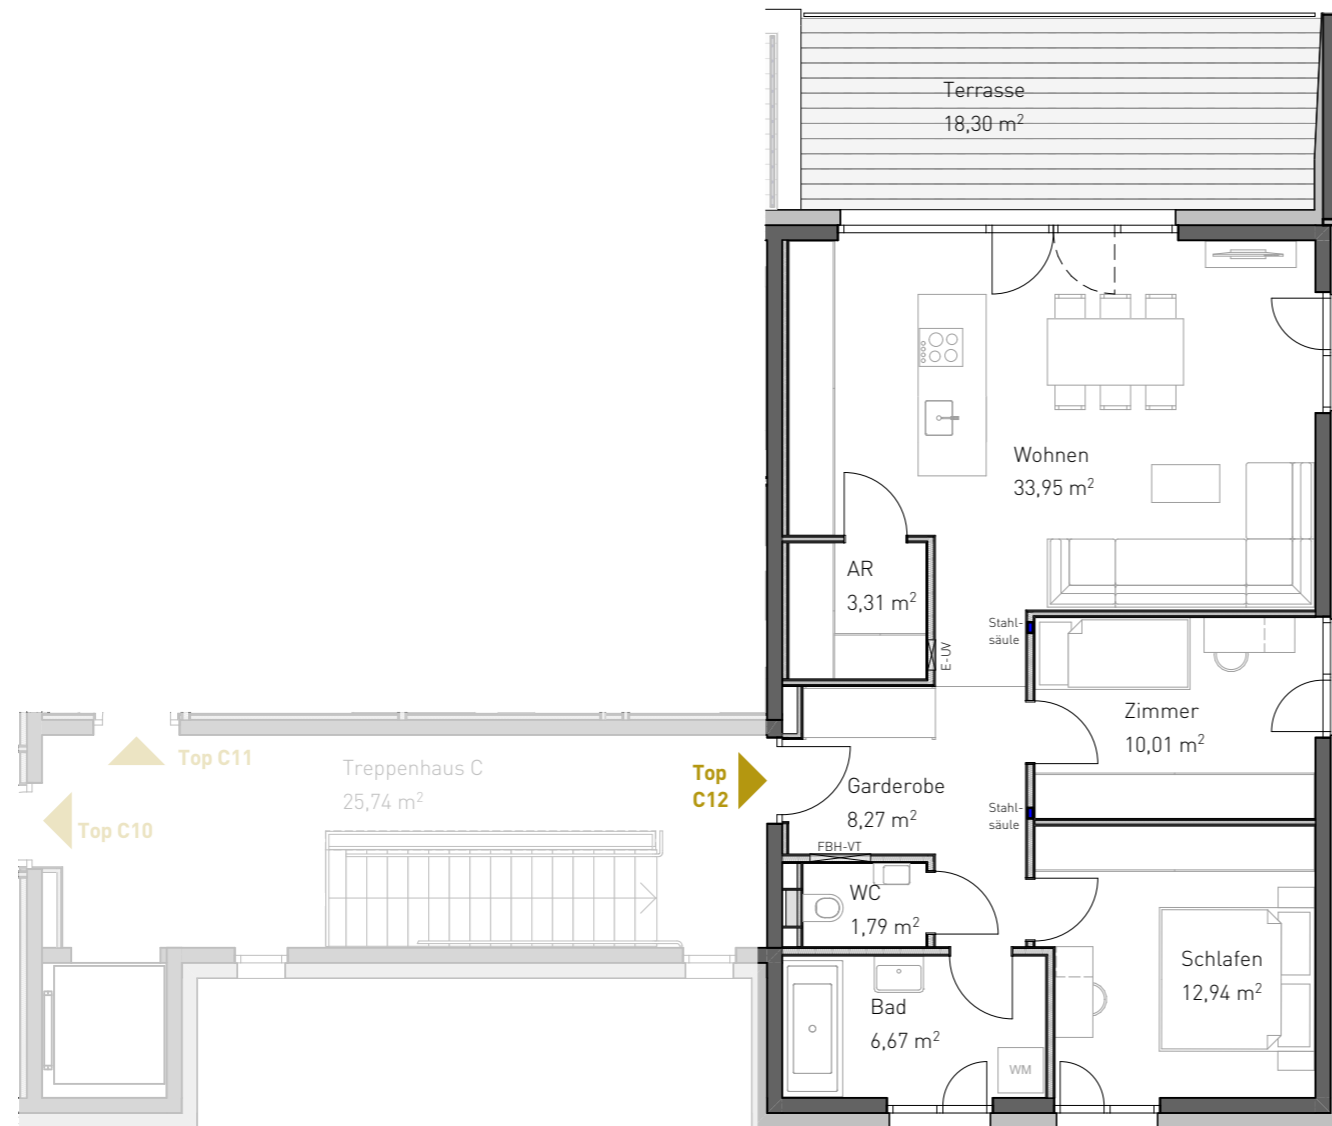 Terrasse
18,30 m²
Wohnen
33,95 m²
AR
3,31 m²
E-UV
Stahl-
säule
Zimmer
10,01 m²
Top C11
Top C10
Treppenhaus C
25,74 m²
Top
C12
Garderobe
8,27 m²
Stahl-
säule
FBH-VT
WC
1,79 m²
Schlafen
12,94 m²
Bad
6,67 m²
WM